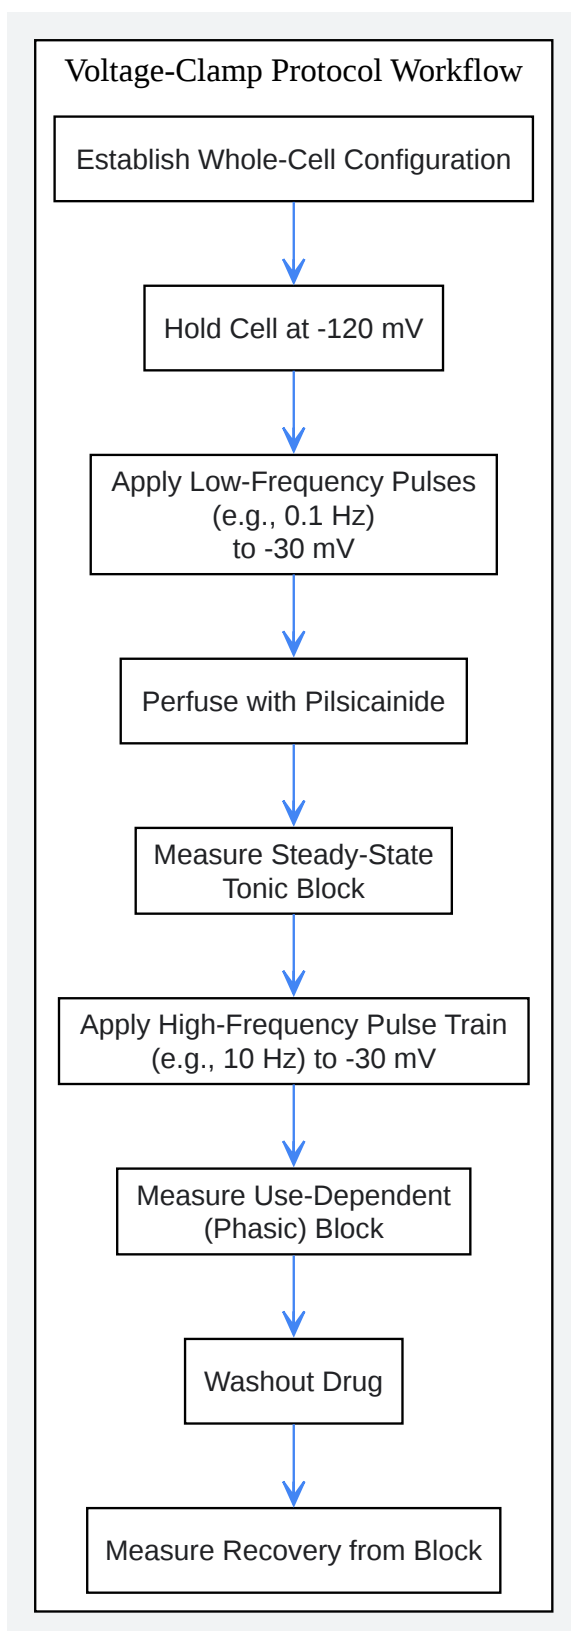 Voltage-Clamp Protocol Workflow
Establish Whole-Cell Configuration
Hold Cell at -120 mV
Apply Low-Frequency Pulses
(e.g., 0.1 Hz)
to -30 mV
Perfuse with Pilsicainide
Measure Steady-State
Tonic Block
Apply High-Frequency Pulse Train
(e.g., 10 Hz) to -30 mV
Measure Use-Dependent
(Phasic) Block
Washout Drug
Measure Recovery from Block